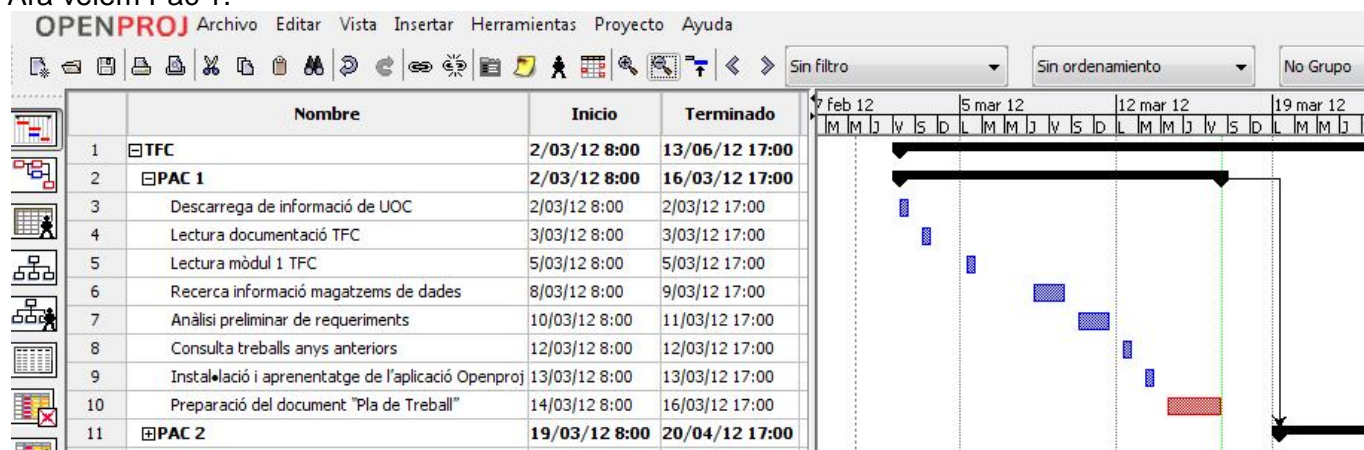 Ara volem Pac 1.
OPENPROJ Archivo Editar Vista Insertar Herramientas Proyecto Ayuda
Sin filtro Sin ordenamiento No Grupo
Nombre Inicio Terminado 7 feb 12 5 mar 12 12 mar 12 19 mar 12
M M J V S D L M M J V S D L M M J V S D L M M J
1 TFC 2/03/12 8:00 13/06/12 17:00
2 PAC 1 2/03/12 8:00 16/03/12 17:00
3 Descarrega de informació de UOC 2/03/12 8:00 2/03/12 17:00
4 Lectura documentació TFC 3/03/12 8:00 3/03/12 17:00
5 Lectura mòdul 1 TFC 5/03/12 8:00 5/03/12 17:00
6 Recerca informació magatzems de dades 8/03/12 8:00 9/03/12 17:00
7 Anàlisi preliminar de requeriments 10/03/12 8:00 11/03/12 17:00
8 Consulta treballs anys anteriors 12/03/12 8:00 12/03/12 17:00
9 Instal•lació i aprenentatge de l'aplicació Openproj 13/03/12 8:00 13/03/12 17:00
10 Preparació del document "Pla de Treball" 14/03/12 8:00 16/03/12 17:00
11 PAC 2 19/03/12 8:00 20/04/12 17:00